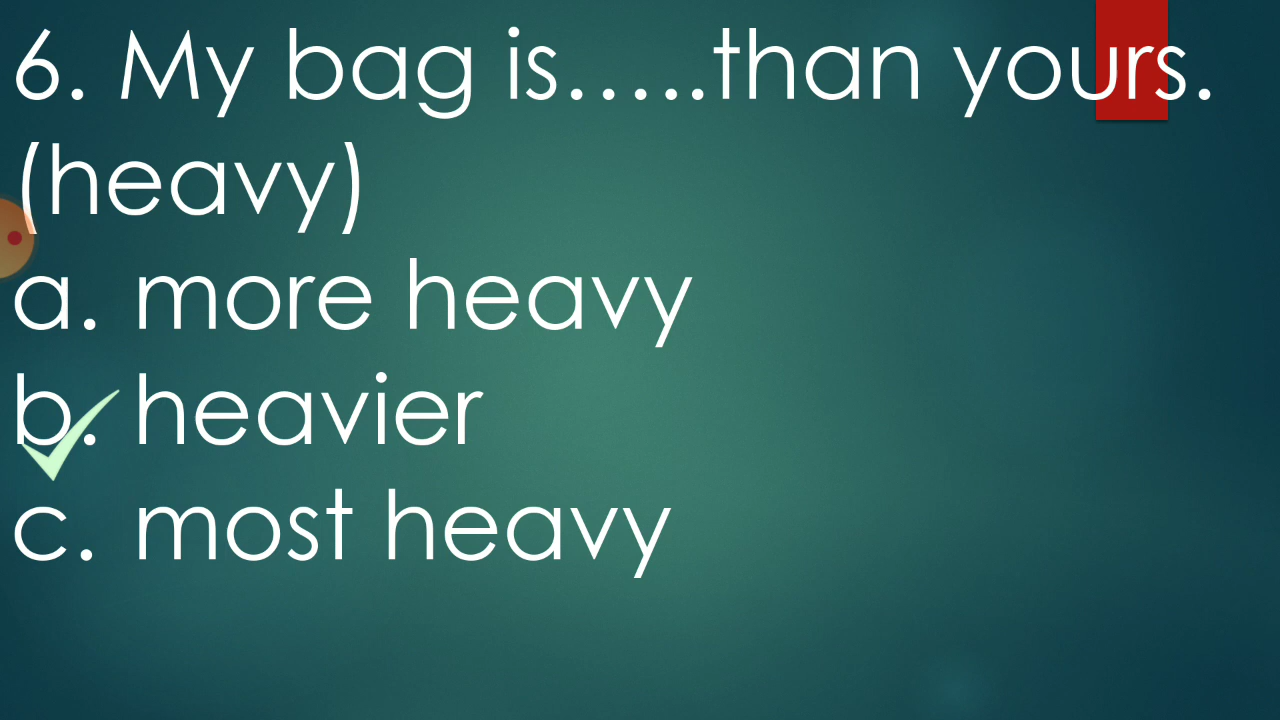 6. My bag is…..than yours.
(heavy)
a. more heavy
b. heavier
c. most heavy